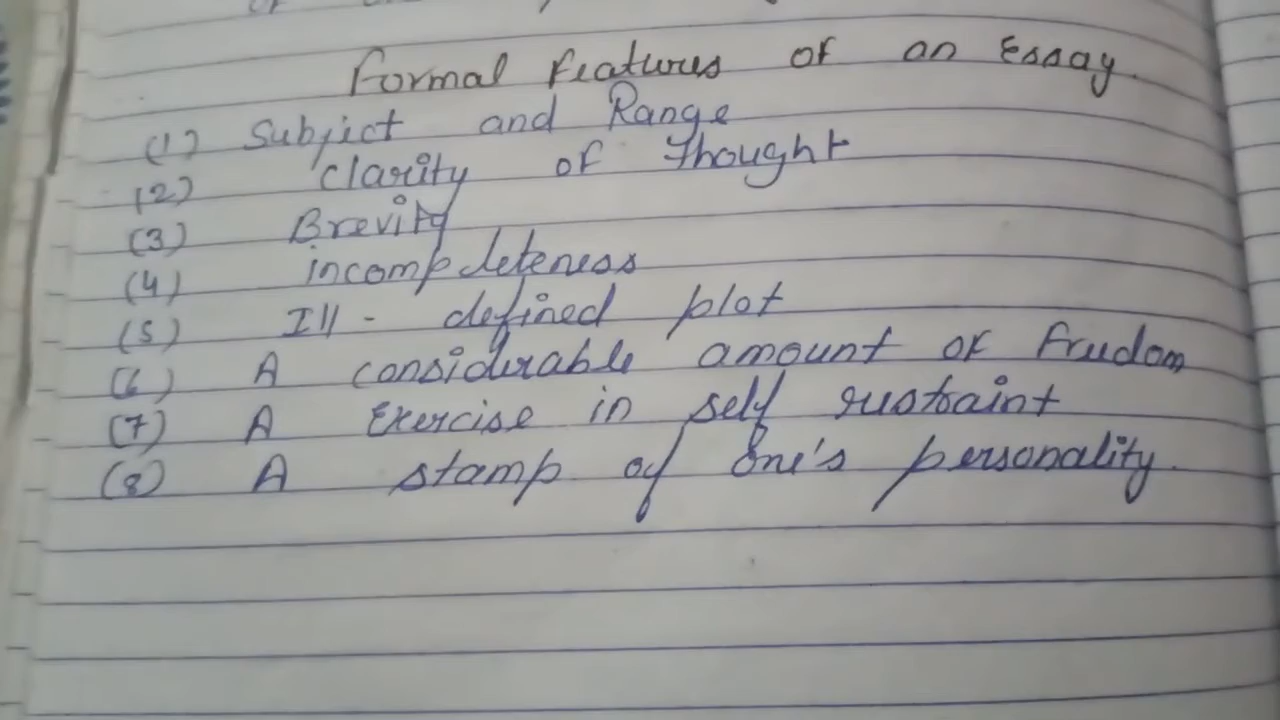 Formal features of an Essay.
(1) Subject and Range
(2) Clarity of Thought
(3) Brevity
(4) incompleteness
(5) Ill - defined plot
(6) A considerable amount of freedom
(7) A Exercise in self restraint
(8) A stamp of One's personality.